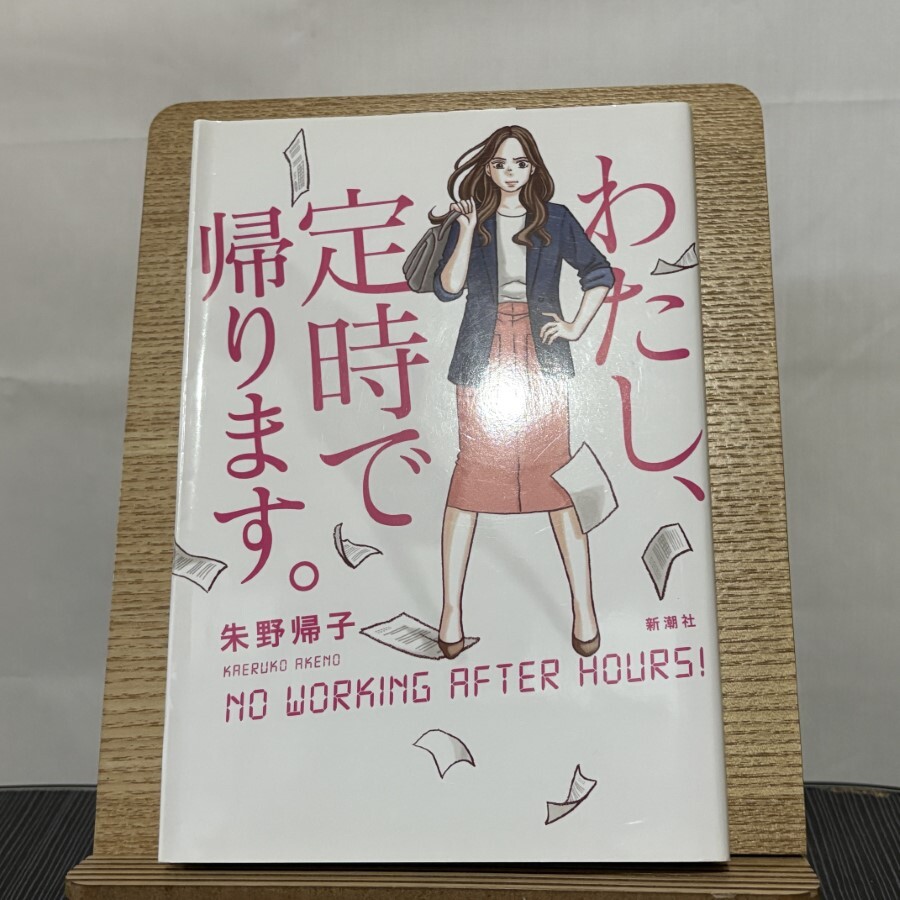 わたし、
定時で
帰ります。
朱野帰子
KAERUKO AKENO
新潮社
NO WORKING AFTER HOURS!